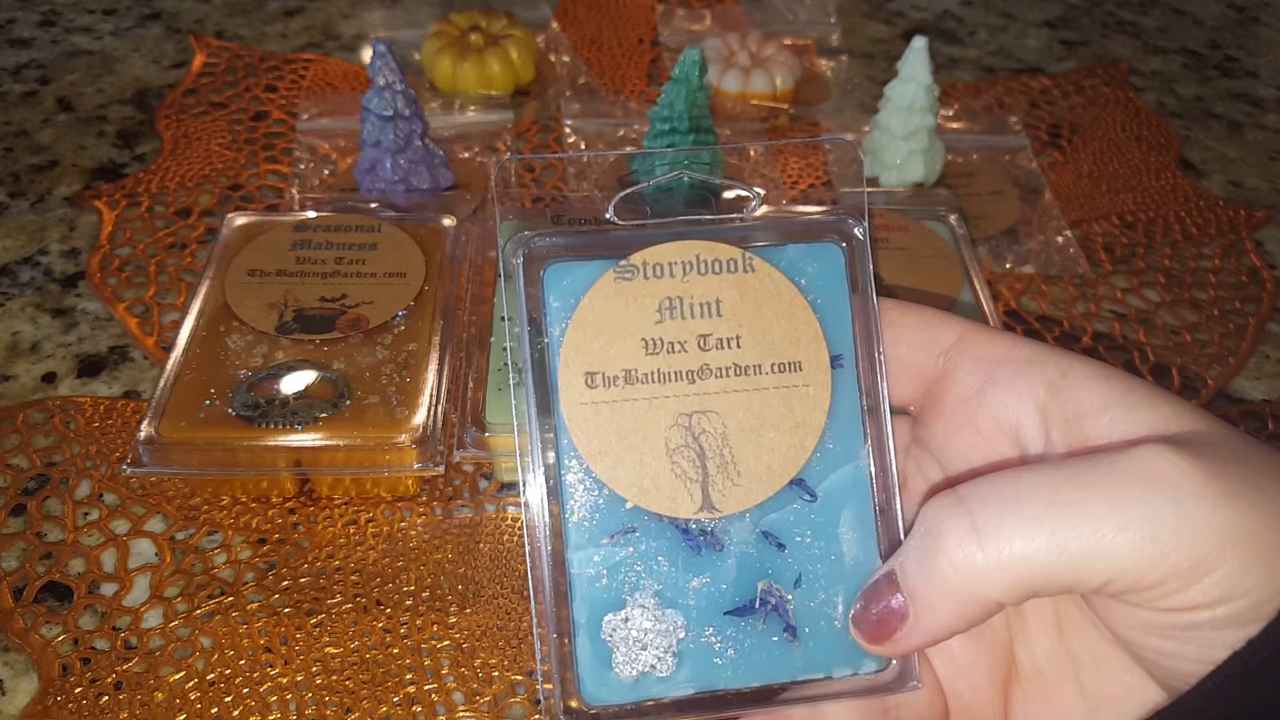 Seasonal
Madness
Wax Tart
TheBathingGarden.com
Storybook
Mint
Wax Tart
TheBathingGarden.com